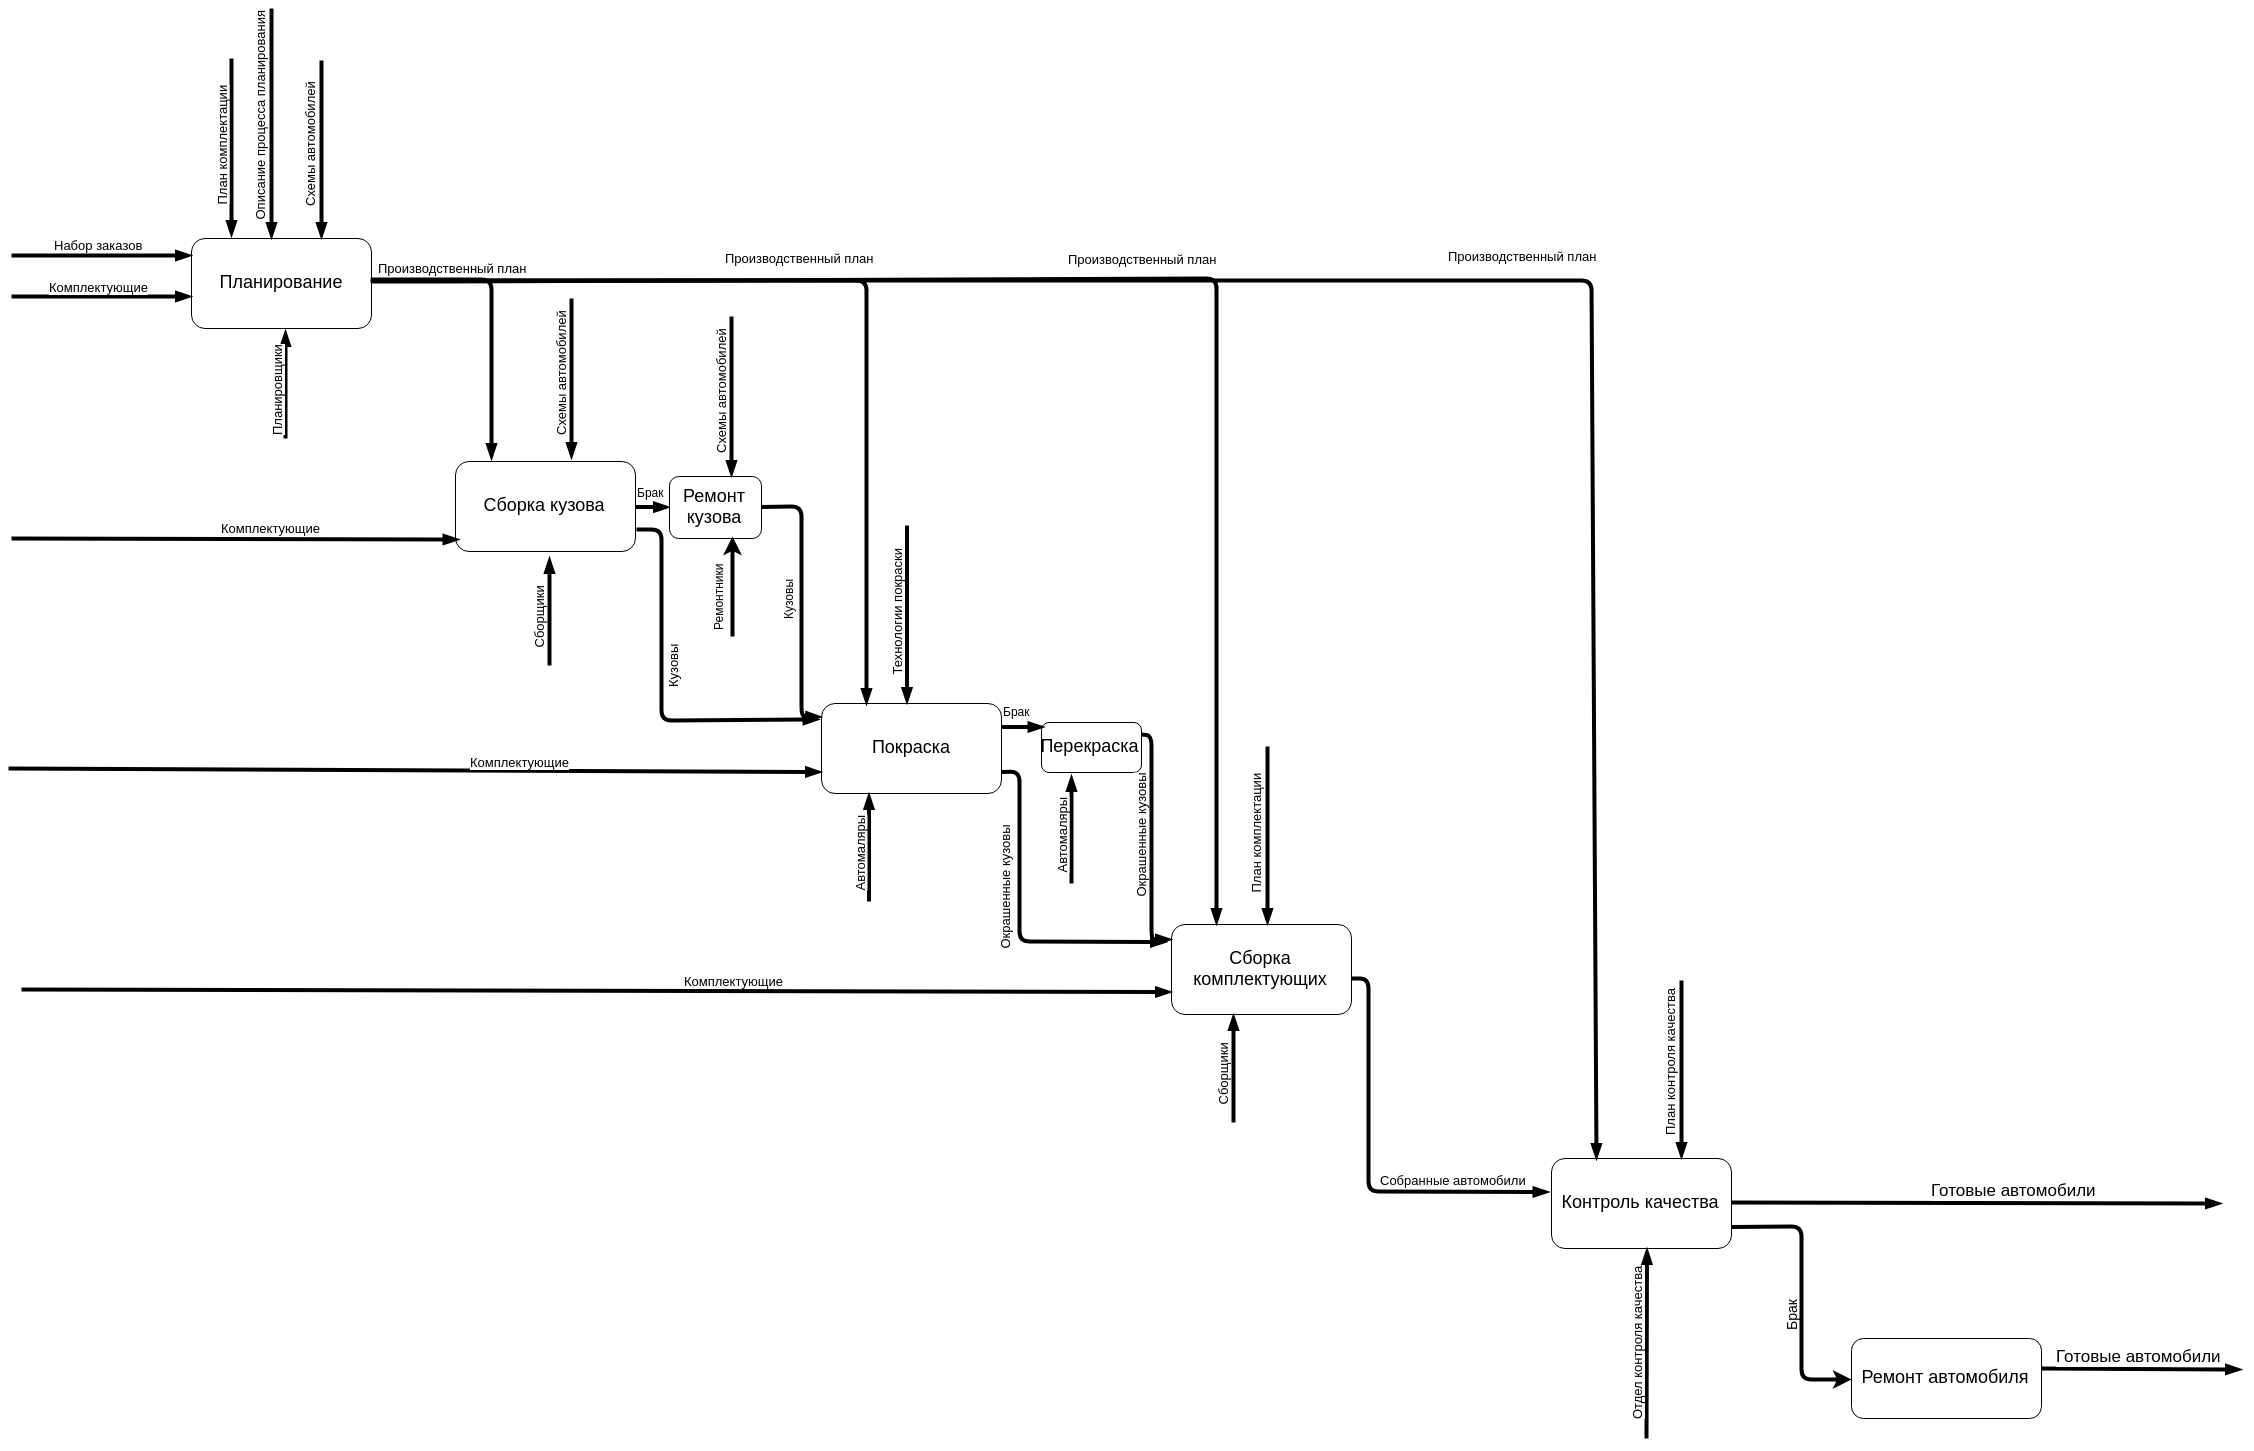 План комплектации
Описание процесса планирования
Схемы автомобилей
Набор заказов
Комплектующие
Планирование
Планировщики
Производственный план
Производственный план
Производственный план
Производственный план
Схемы автомобилей
Схемы автомобилей
Сборка кузова
Брак
Ремонт
кузова
Комплектующие
Сборщики
Ремонтники
Кузовы
Кузовы
Технологии покраски
Покраска
Брак
Перекраска
Комплектующие
Автомаляры
Автомаляры
Окрашенные кузовы
Окрашенные кузовы
План комплектации
Сборка
комплектующих
Комплектующие
Сборщики
План контроля качества
Собранные автомобили
Контроль качества
Готовые автомобили
Отдел контроля качества
Брак
Ремонт автомобиля
Готовые автомобили